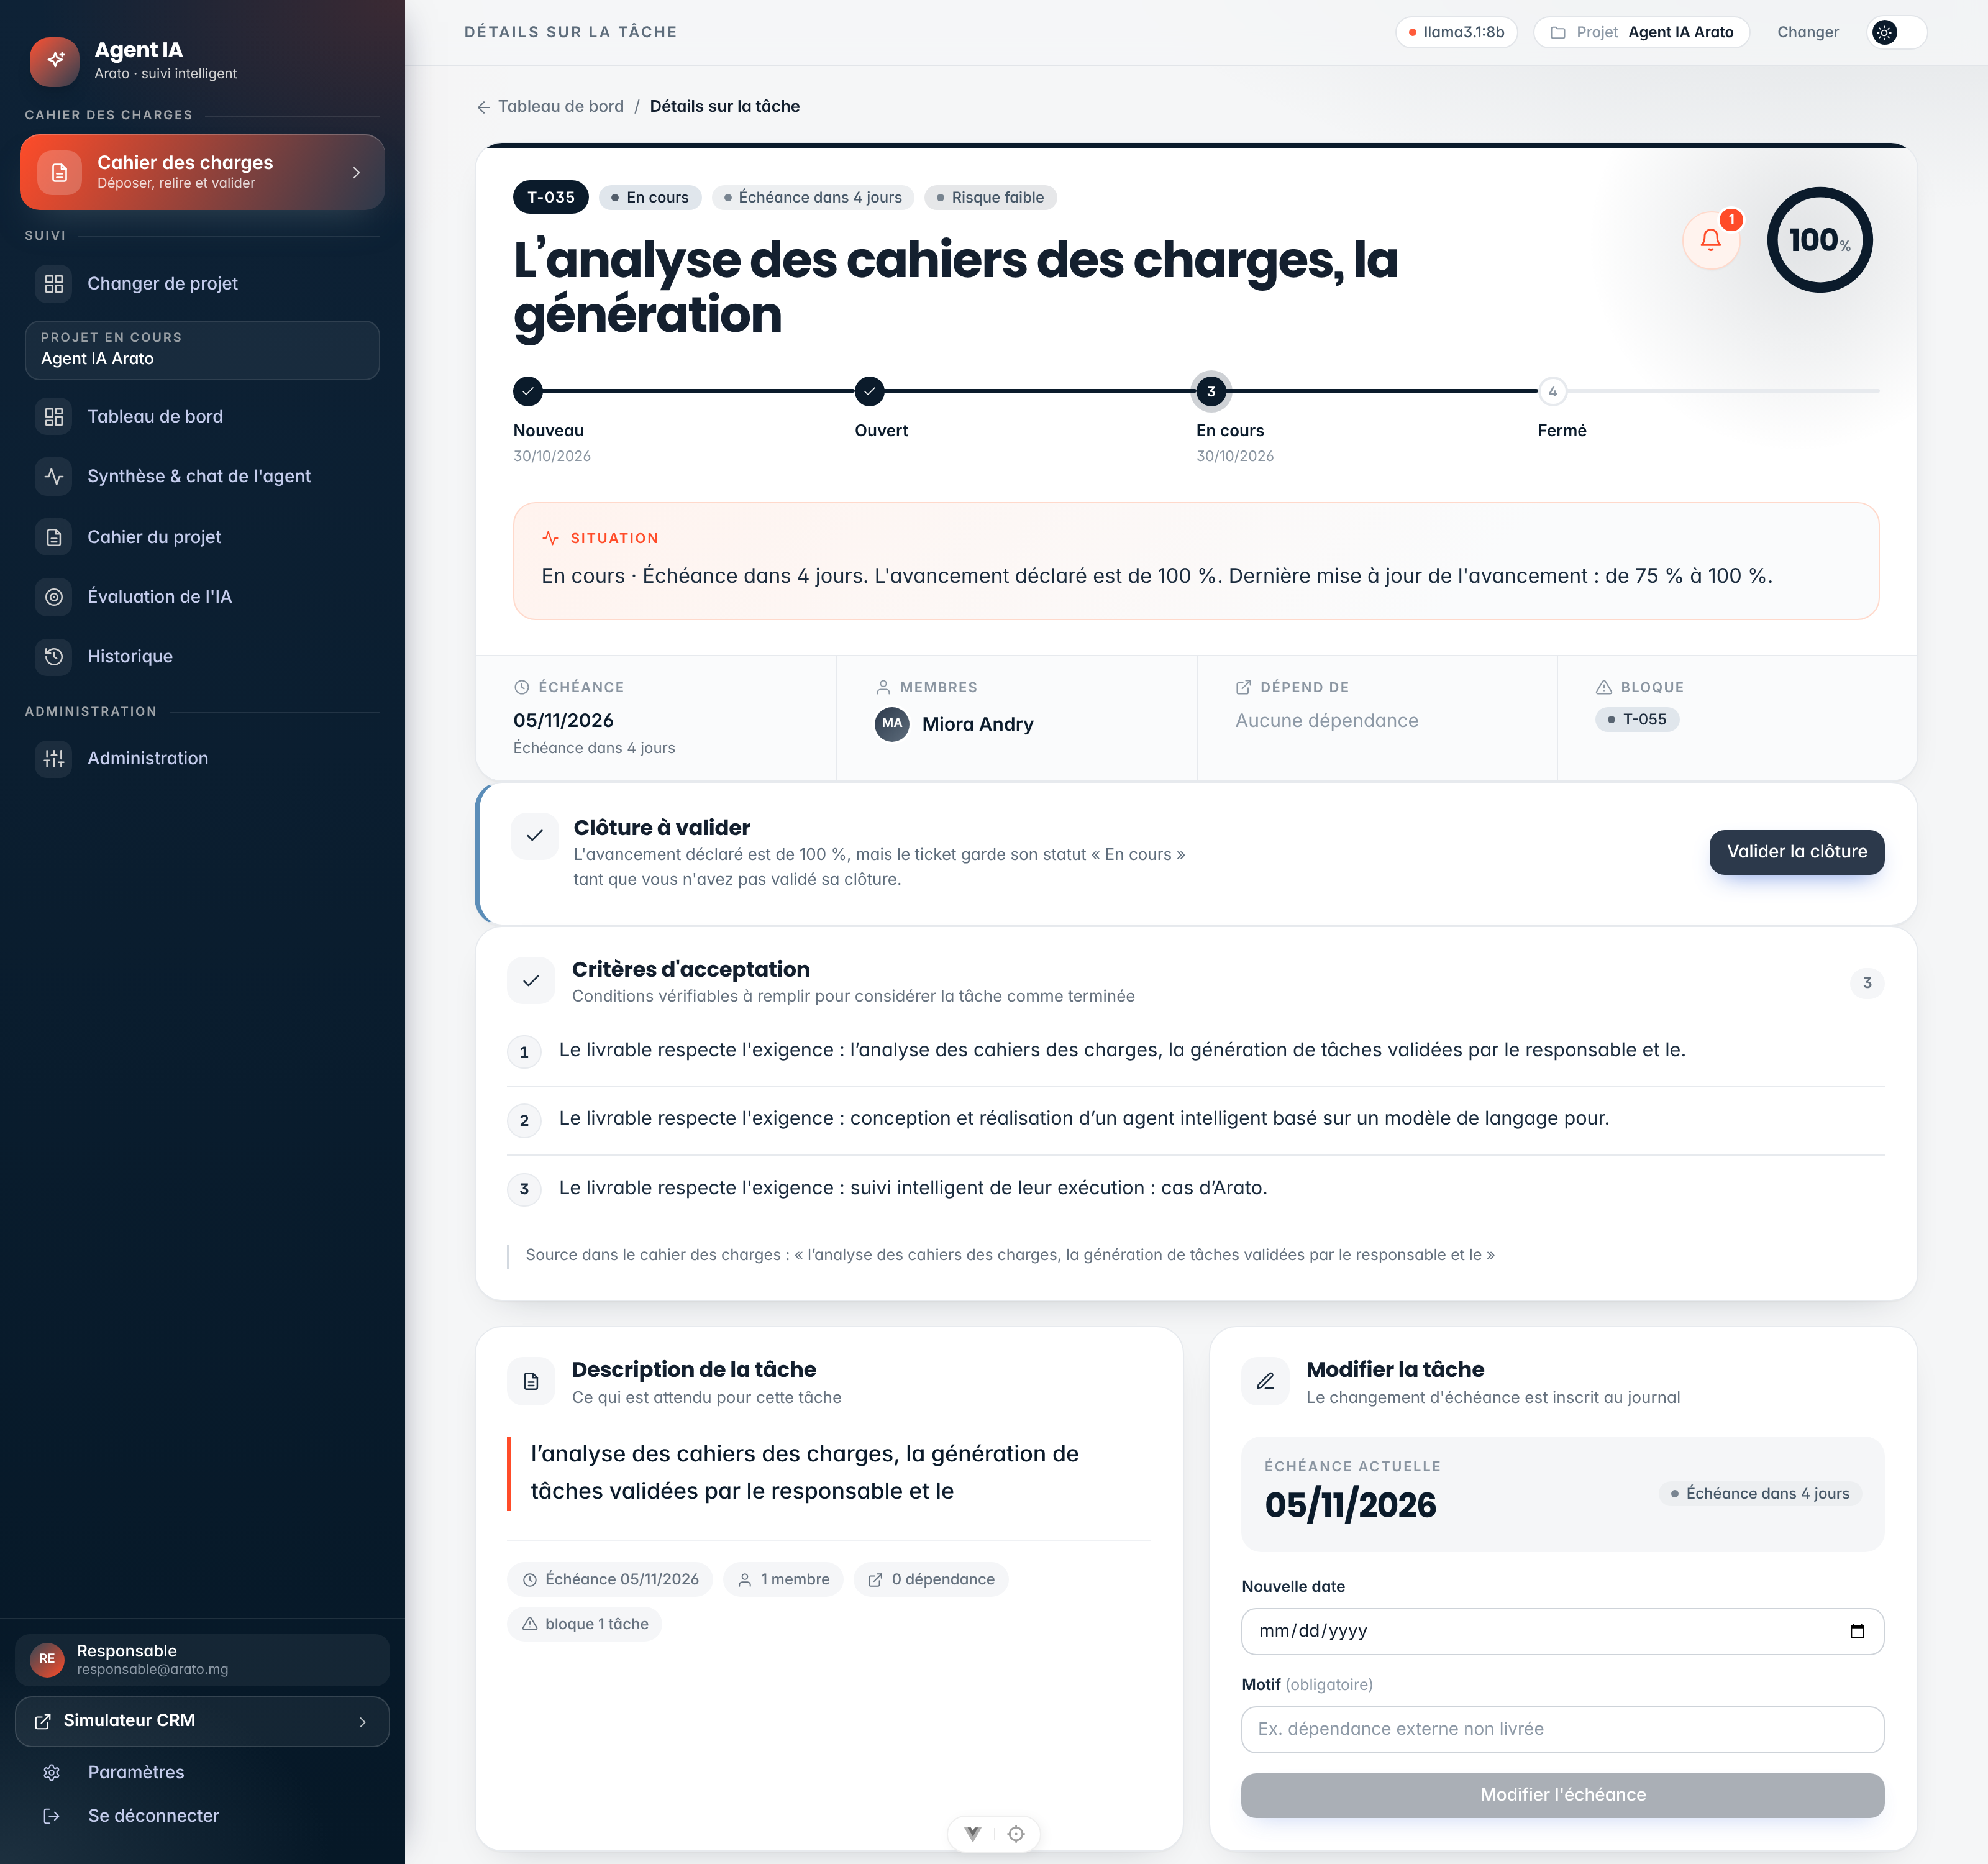 Agent IA
Arato · suivi intelligent
CAHIER DES CHARGES
Cahier des charges
Déposer, relire et valider
SUIVI
Changer de projet
PROJET EN COURS
Agent IA Arato
Tableau de bord
Synthèse & chat de l'agent
Cahier du projet
Évaluation de l'IA
Historique
ADMINISTRATION
Administration
RE
Responsable
responsable@arato.mg
Simulateur CRM
Paramètres
Se déconnecter
DÉTAILS SUR LA TÂCHE
llama3.1:8b
Projet Agent IA Arato
Changer
Tableau de bord / Détails sur la tâche
T-035
En cours
Échéance dans 4 jours
Risque faible
1
100%
L’analyse des cahiers des charges, la
génération
3
4
Nouveau
Ouvert
En cours
Fermé
30/10/2026
30/10/2026
SITUATION
En cours · Échéance dans 4 jours. L'avancement déclaré est de 100 %. Dernière mise à jour de l'avancement : de 75 % à 100 %.
ÉCHÉANCE
05/11/2026
Échéance dans 4 jours
MEMBRES
MA
Miora Andry
DÉPEND DE
Aucune dépendance
BLOQUE
T-055
Clôture à valider
L'avancement déclaré est de 100 %, mais le ticket garde son statut « En cours »
tant que vous n'avez pas validé sa clôture.
Valider la clôture
Critères d'acceptation
Conditions vérifiables à remplir pour considérer la tâche comme terminée
3
1 Le livrable respecte l'exigence : l’analyse des cahiers des charges, la génération de tâches validées par le responsable et le.
2 Le livrable respecte l'exigence : conception et réalisation d’un agent intelligent basé sur un modèle de langage pour.
3 Le livrable respecte l'exigence : suivi intelligent de leur exécution : cas d’Arato.
Source dans le cahier des charges : « l’analyse des cahiers des charges, la génération de tâches validées par le responsable et le »
Description de la tâche
Ce qui est attendu pour cette tâche
l’analyse des cahiers des charges, la génération de
tâches validées par le responsable et le
Échéance 05/11/2026
1 membre
0 dépendance
bloque 1 tâche
Modifier la tâche
Le changement d'échéance est inscrit au journal
ÉCHÉANCE ACTUELLE
05/11/2026
Échéance dans 4 jours
Nouvelle date
mm/dd/yyyy
Motif (obligatoire)
Ex. dépendance externe non livrée
Modifier l'échéance